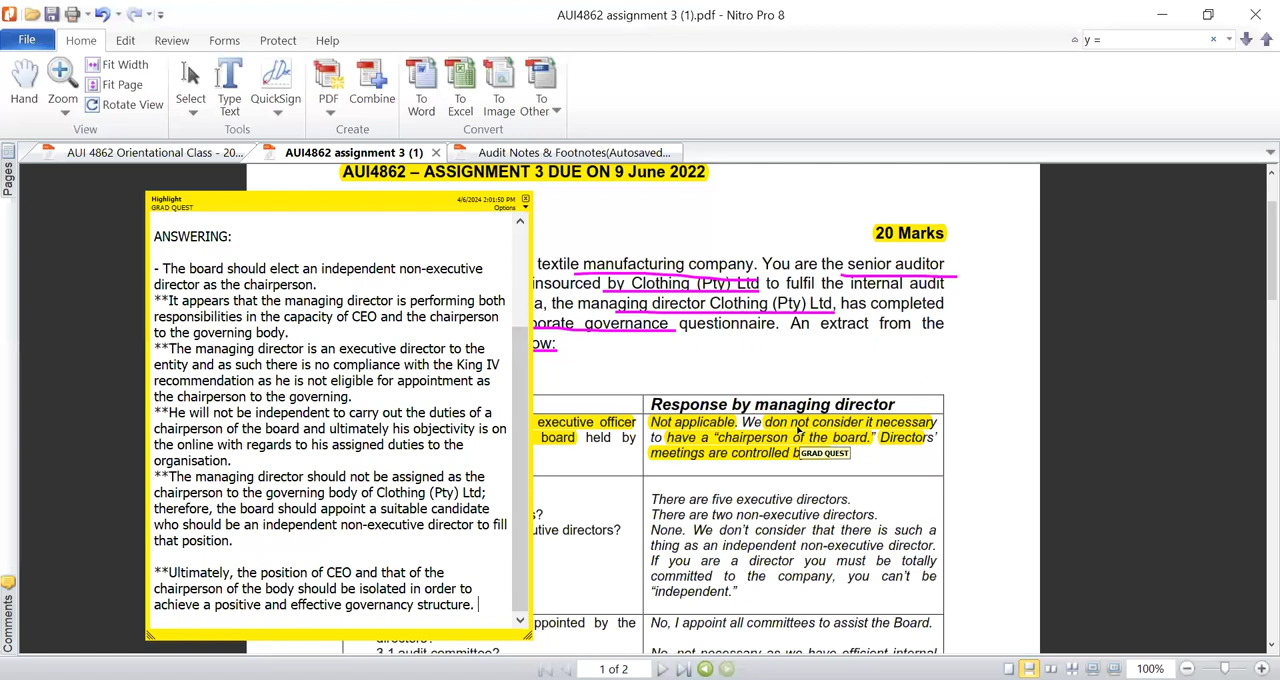 AUI4862 assignment 3 (1).pdf - Nitro Pro 8
File Home Edit Review Forms Protect Help
y =
Hand Zoom Fit Width Fit Page Rotate View
Select Type Text QuickSign
PDF Combine
To Word To Excel To Image To Other
View Tools Create Convert
AUI 4862 Orientational Class - 20... AUI4862 assignment 3 (1) Audit Notes & Footnotes(Autosaved...
Pages
Comments
AUI4862 – ASSIGNMENT 3 DUE ON 9 June 2022
Highlight 4/6/2024 2:01:50 PM
GRAD QUEST Options
ANSWERING:
- The board should elect an independent non-executive
director as the chairperson.
**It appears that the managing director is performing both
responsibilities in the capacity of CEO and the chairperson
to the governing body.
**The managing director is an executive director to the
entity and as such there is no compliance with the King IV
recommendation as he is not eligible for appointment as
the chairperson to the governing.
**He will not be independent to carry out the duties of a
chairperson of the board and ultimately his objectivity is on
the online with regards to his assigned duties to the
organisation.
**The managing director should not be assigned as the
chairperson to the governing body of Clothing (Pty) Ltd;
therefore, the board should appoint a suitable candidate
who should be an independent non-executive director to fill
that position.
**Ultimately, the position of CEO and that of the
chairperson of the body should be isolated in order to
achieve a positive and effective governancy structure.
20 Marks
textile manufacturing company. You are the senior auditor
insourced by Clothing (Pty) Ltd to fulfil the internal audit
a, the managing director Clothing (Pty) Ltd, has completed
orate governance questionnaire. An extract from the
ow:
Response by managing director
executive officer
board held by
Not applicable. We don not consider it necessary
to have a “chairperson of the board.” Directors’
meetings are controlled b
GRAD QUEST
s?
utive directors?
There are five executive directors.
There are two non-executive directors.
None. We don’t consider that there is such a
thing as an independent non-executive director.
If you are a director you must be totally
committed to the company, you can’t be
“independent.”
appointed by the
directors?
3.1 audit committee?
No, I appoint all committees to assist the Board.
No, not necessary as we have efficient internal
1 of 2
100%